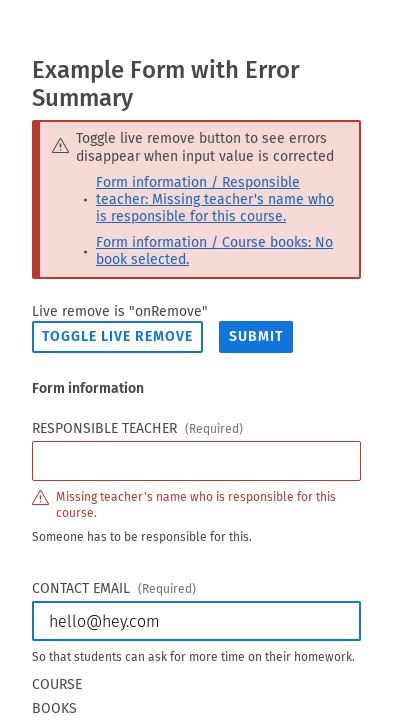 Example Form with Error
Summary
Toggle live remove button to see errors
disappear when input value is corrected
Form information / Responsible
teacher: Missing teacher's name who
is responsible for this course.
Form information / Course books: No
book selected.
Live remove is "onRemove"
TOGGLE LIVE REMOVE
SUBMIT
Form information
RESPONSIBLE TEACHER (Required)
Missing teacher's name who is responsible for this
course.
Someone has to be responsible for this.
CONTACT EMAIL (Required)
hello@hey.com
So that students can ask for more time on their homework.
COURSE
BOOKS